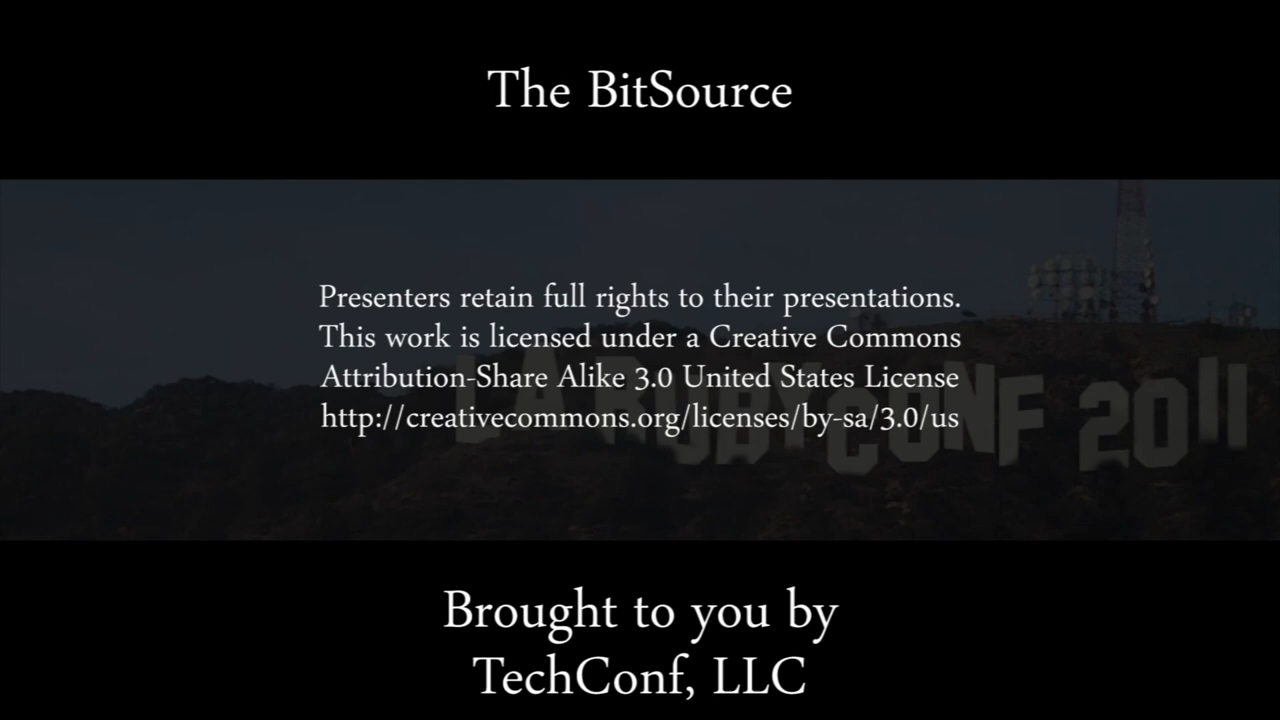 The BitSource
Presenters retain full rights to their presentations.
This work is licensed under a Creative Commons
Attribution-Share Alike 3.0 United States License
http://creativecommons.org/licenses/by-sa/3.0/us
LA RUBYCONF 2011
Brought to you by
TechConf, LLC